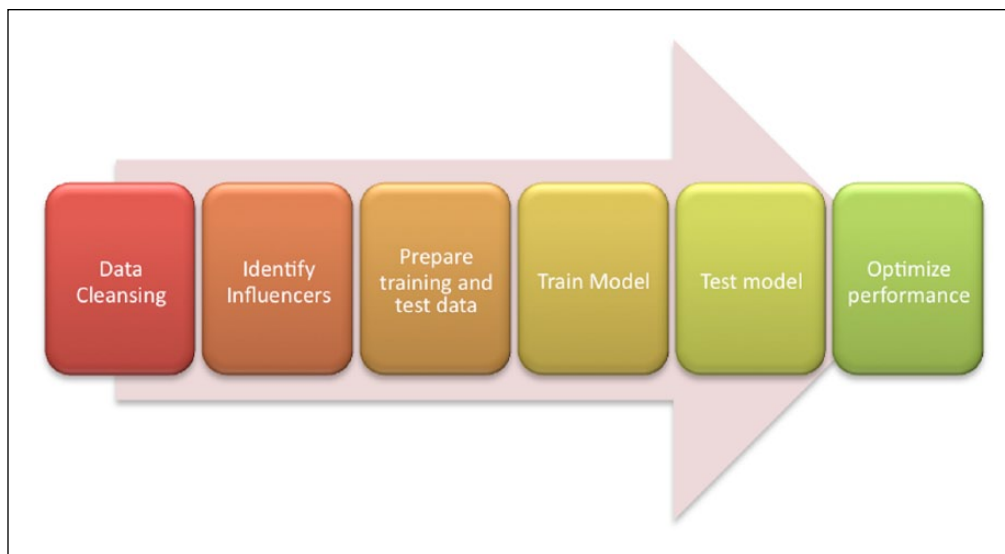 Data
Cleansing
Identify
Influencers
Prepare
training and
test data
Train Model
Test model
Optimize
performance